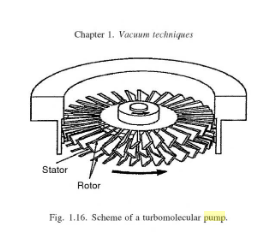 Chapter 1. Vacuum techniques
Stator
Rotor
Fig. 1.16. Scheme of a turbomolecular pump.